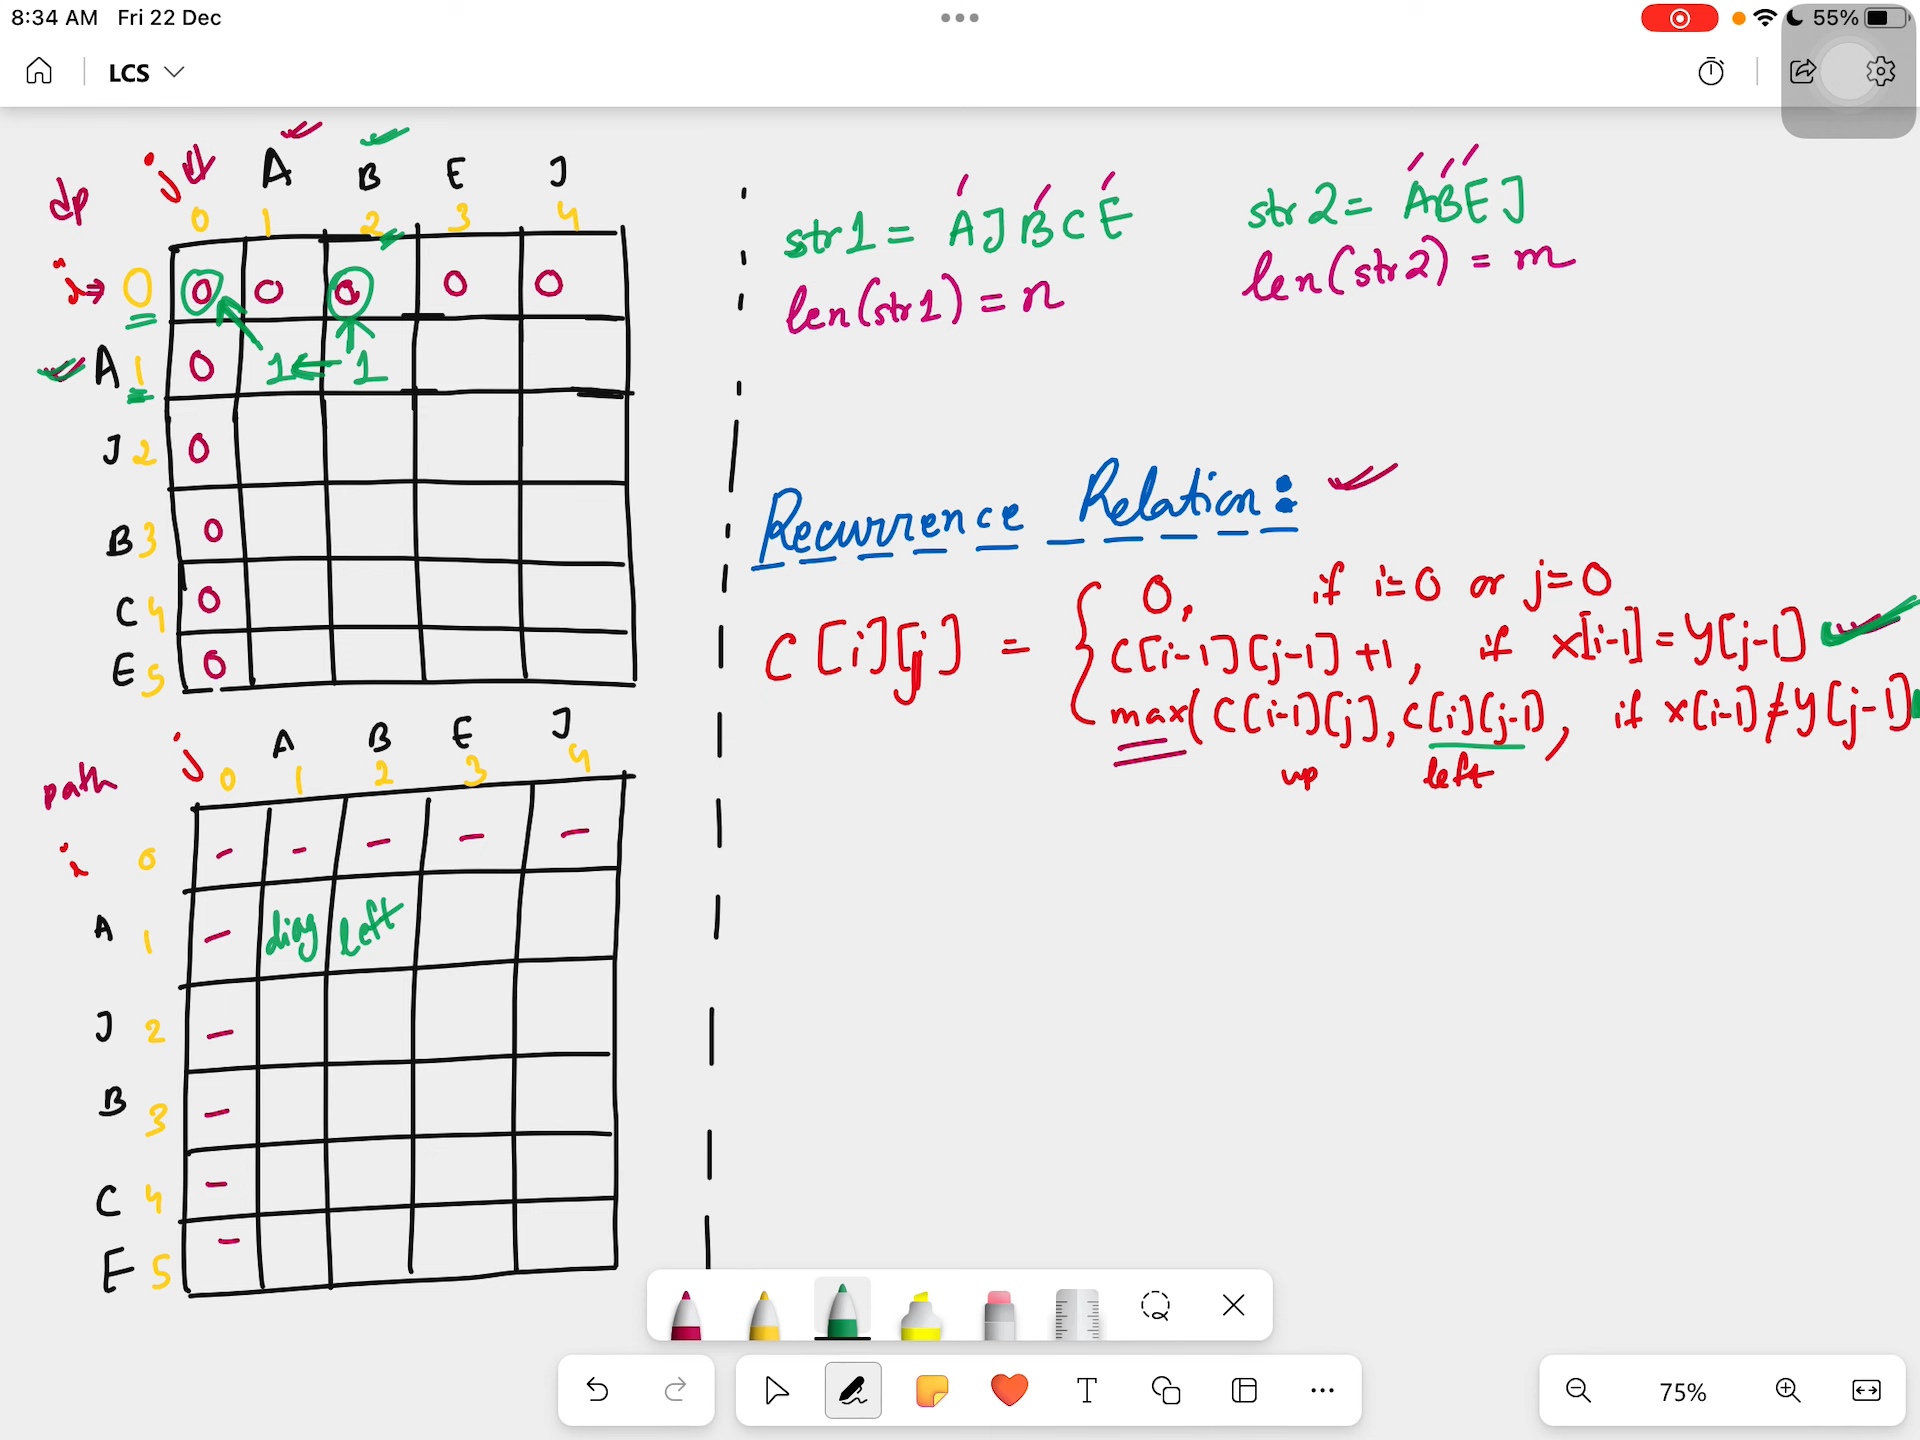 8:34 AM Fri 22 Dec
55%
LCS
dp j A B E J
0 1 2 3 4
i 0 0 0 0 0 0
A 1 0 1 1
J 2 0
B 3 0
C 4 0
E 5 0
path j A B E J
0 1 2 3 4
i 0 - - - - -
A 1 - diag left
J 2 -
B 3 -
C 4 -
E 5 -
str1 = AJBCE
len(str1) = n
str2 = ABEJ
len(str2) = m
Recurrence Relation:
C[i][j] = { 0, if i=0 or j=0
C[i-1][j-1] +1, if x[i-1] = Y[j-1]
max(C[i-1][j], C[i][j-1), if x[i-1] ≠ Y[j-1]
up left
75%